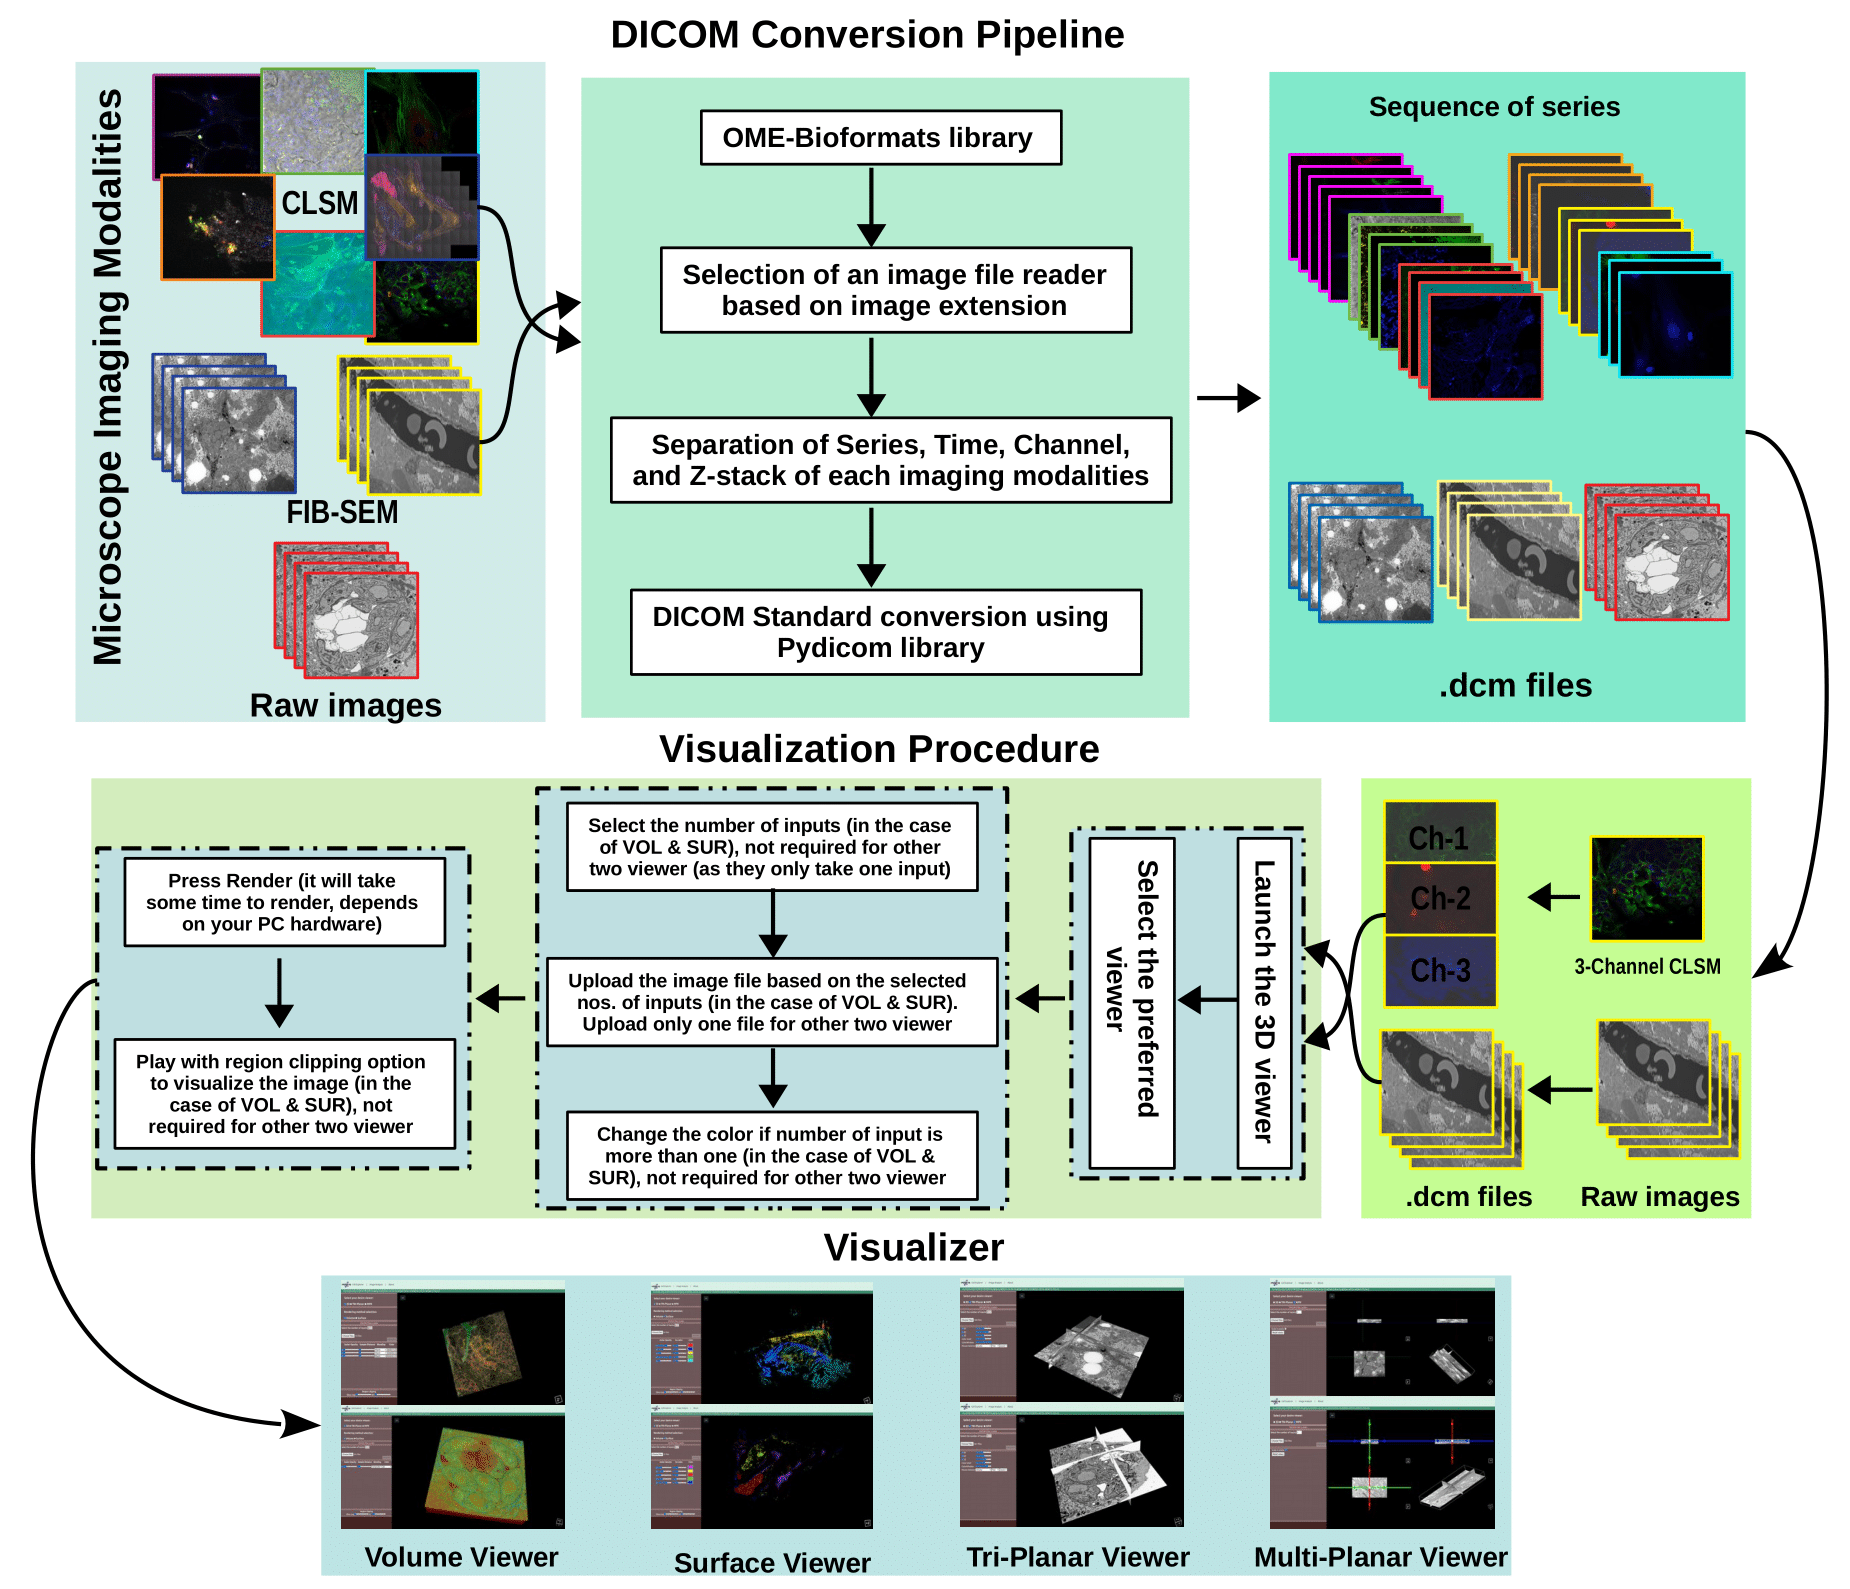 DICOM Conversion Pipeline
Microscope Imaging Modalities
CLSM
FIB-SEM
Raw images
OME-Bioformats library
Selection of an image file reader
based on image extension
Separation of Series, Time, Channel,
and Z-stack of each imaging modalities
DICOM Standard conversion using
Pydicom library
Sequence of series
.dcm files
Visualization Procedure
Ch-1
Ch-2
Ch-3
3-Channel CLSM
.dcm files
Raw images
Launch the 3D viewer
Select the preferred
viewer
Select the number of inputs (in the case
of VOL & SUR), not required for other
two viewer (as they only take one input)
Upload the image file based on the selected
nos. of inputs (in the case of VOL & SUR).
Upload only one file for other two viewer
Change the color if number of input is
more than one (in the case of VOL &
SUR), not required for other two viewer
Press Render (it will take
some time to render, depends
on your PC hardware)
Play with region clipping option
to visualize the image (in the
case of VOL & SUR), not
required for other two viewer
Visualizer
Volume Viewer
Surface Viewer
Tri-Planar Viewer
Multi-Planar Viewer